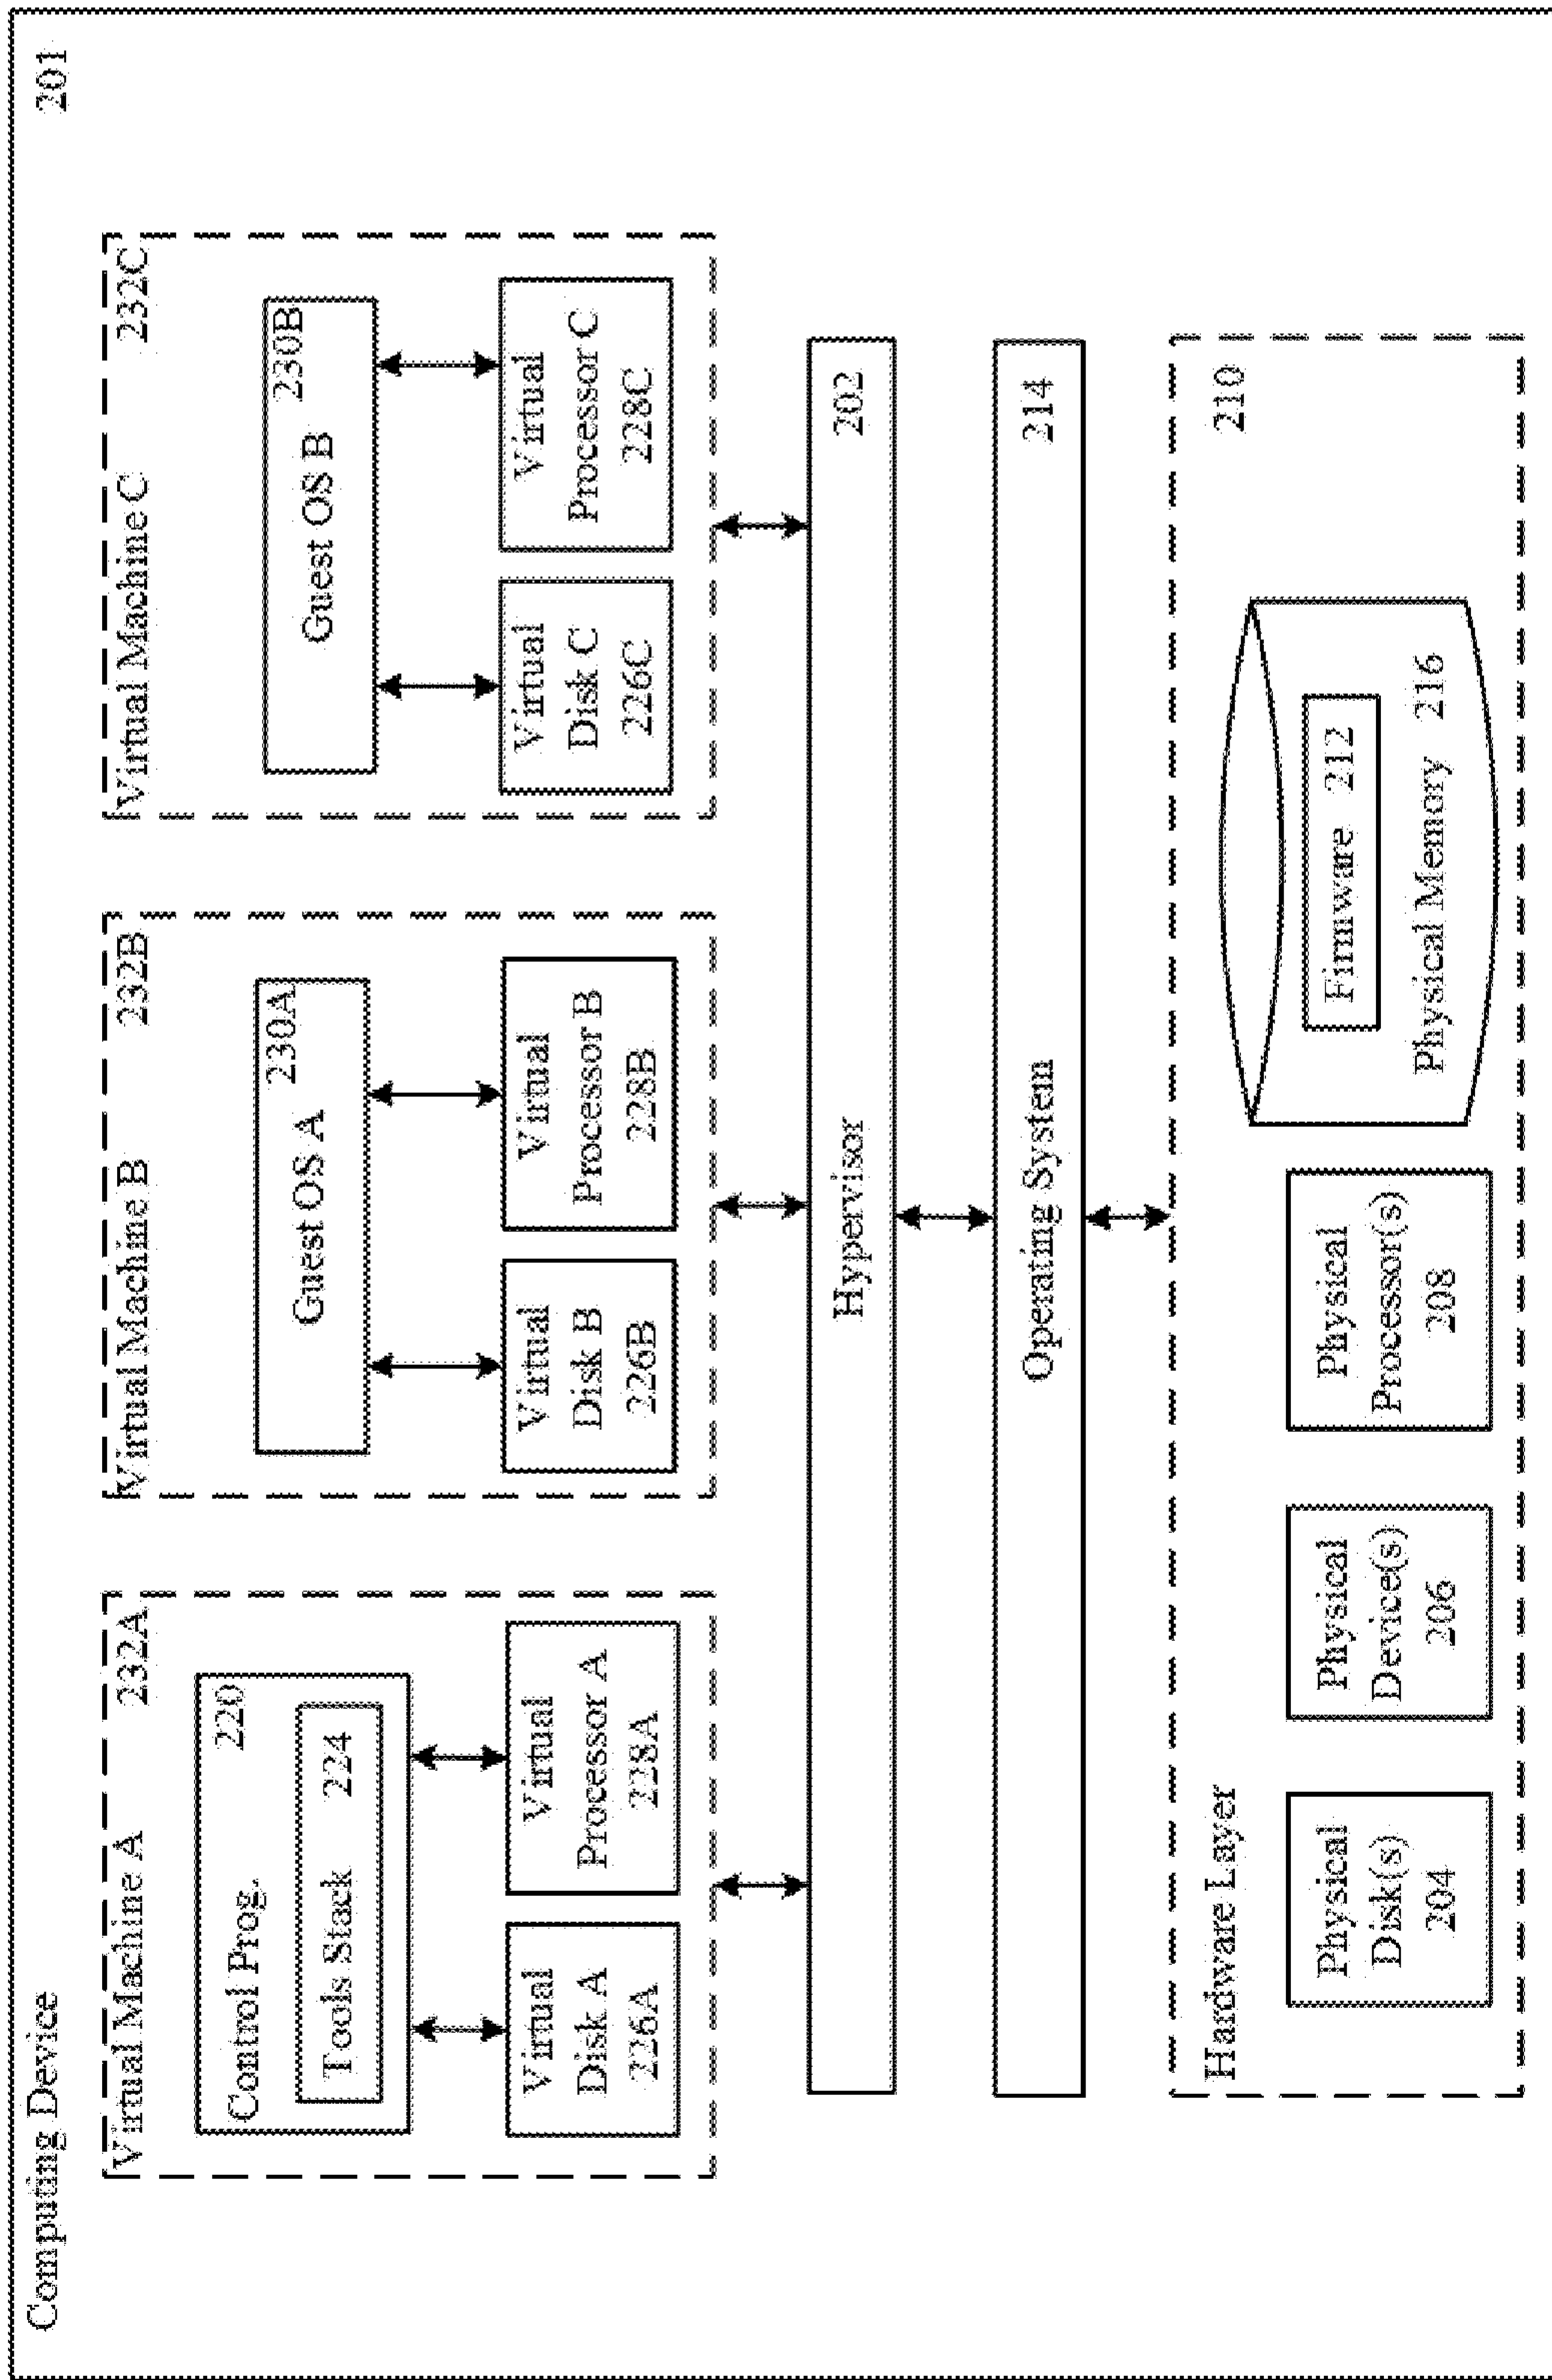 Computing Device 201
Virtual Machine A 232A
Control Prog. 220
Tools Stack 224
Virtual
Disk A
226A
Virtual
Processor A
228A
Virtual Machine B 232B
230A
Guest OS A
Virtual
Disk B
226B
Virtual
Processor B
228B
Virtual Machine C 232C
230B
Guest OS B
Virtual
Disk C
226C
Virtual
Processor C
228C
Hypervisor 202
Operating System 214
Hardware Layer 210
Physical
Disk(s)
204
Physical
Device(s)
206
Physical
Processor(s)
208
Firmware 212
Physical Memory 216